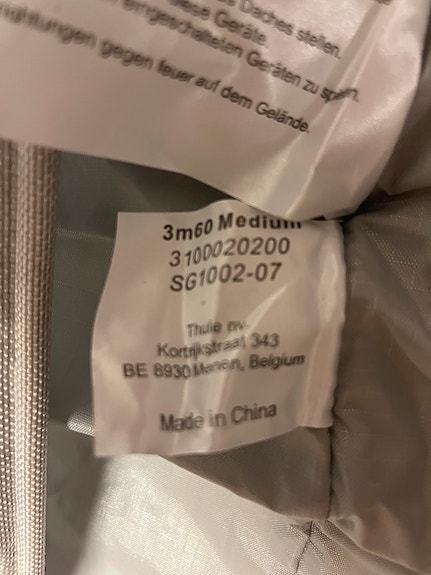 s Daches stellen.
diese Geräte.
eingeschalteten Geräten zu
gegen feuer auf dem Gelände.
3m60 Medium
3100020200
SG1002-07
Thule nv.
Kortrijkstraat 343
BE 8930 Menen, Belgium
Made in China